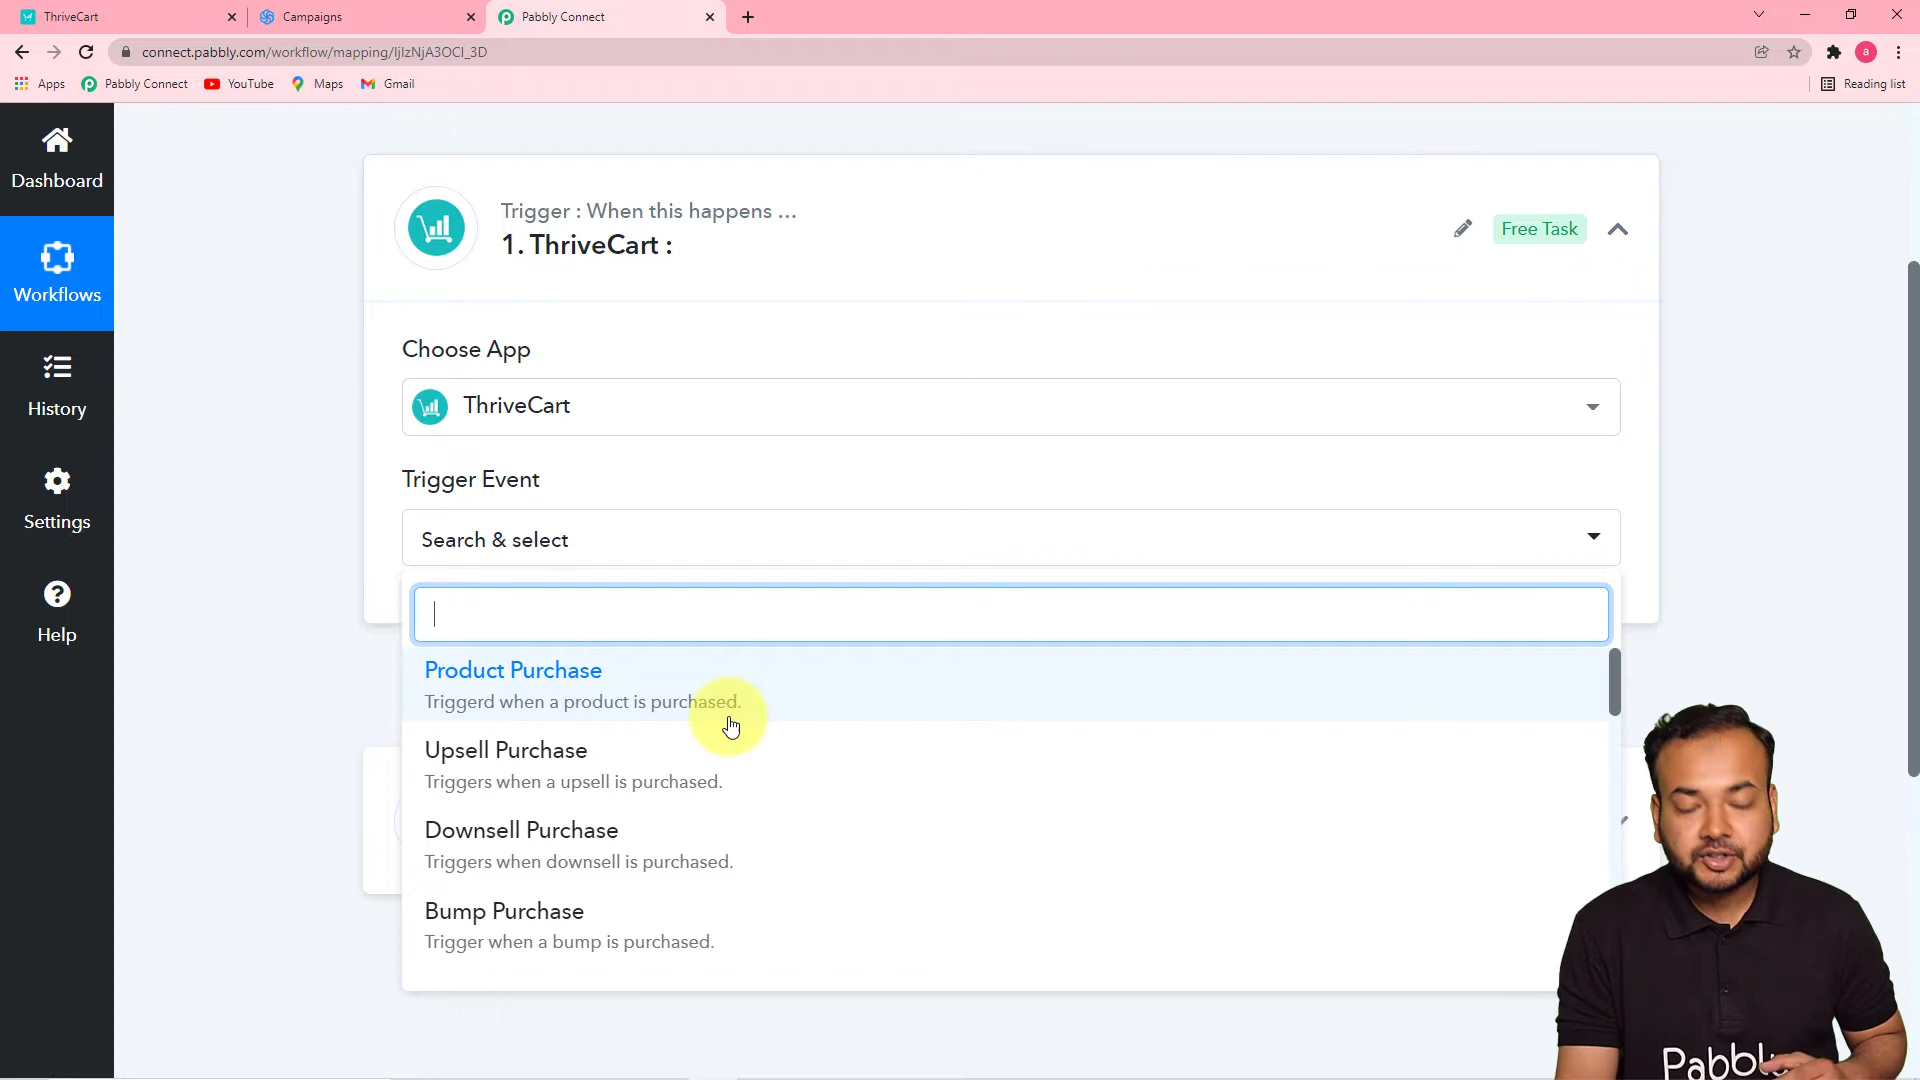 ThriveCart
Campaigns
Pabbly Connect
connect.pabbly.com/workflow/mapping/IjIzNjA3OCI_3D
a
Apps
Pabbly Connect
YouTube
Maps
Gmail
Reading list
Dashboard
Workflows
History
Settings
Help
Trigger : When this happens ...
1. ThriveCart :
Free Task
Choose App
ThriveCart
Trigger Event
Search & select
Product Purchase
Triggerd when a product is purchased.
Upsell Purchase
Triggers when a upsell is purchased.
Downsell Purchase
Triggers when downsell is purchased.
Bump Purchase
Trigger when a bump is purchased.
Pabbly